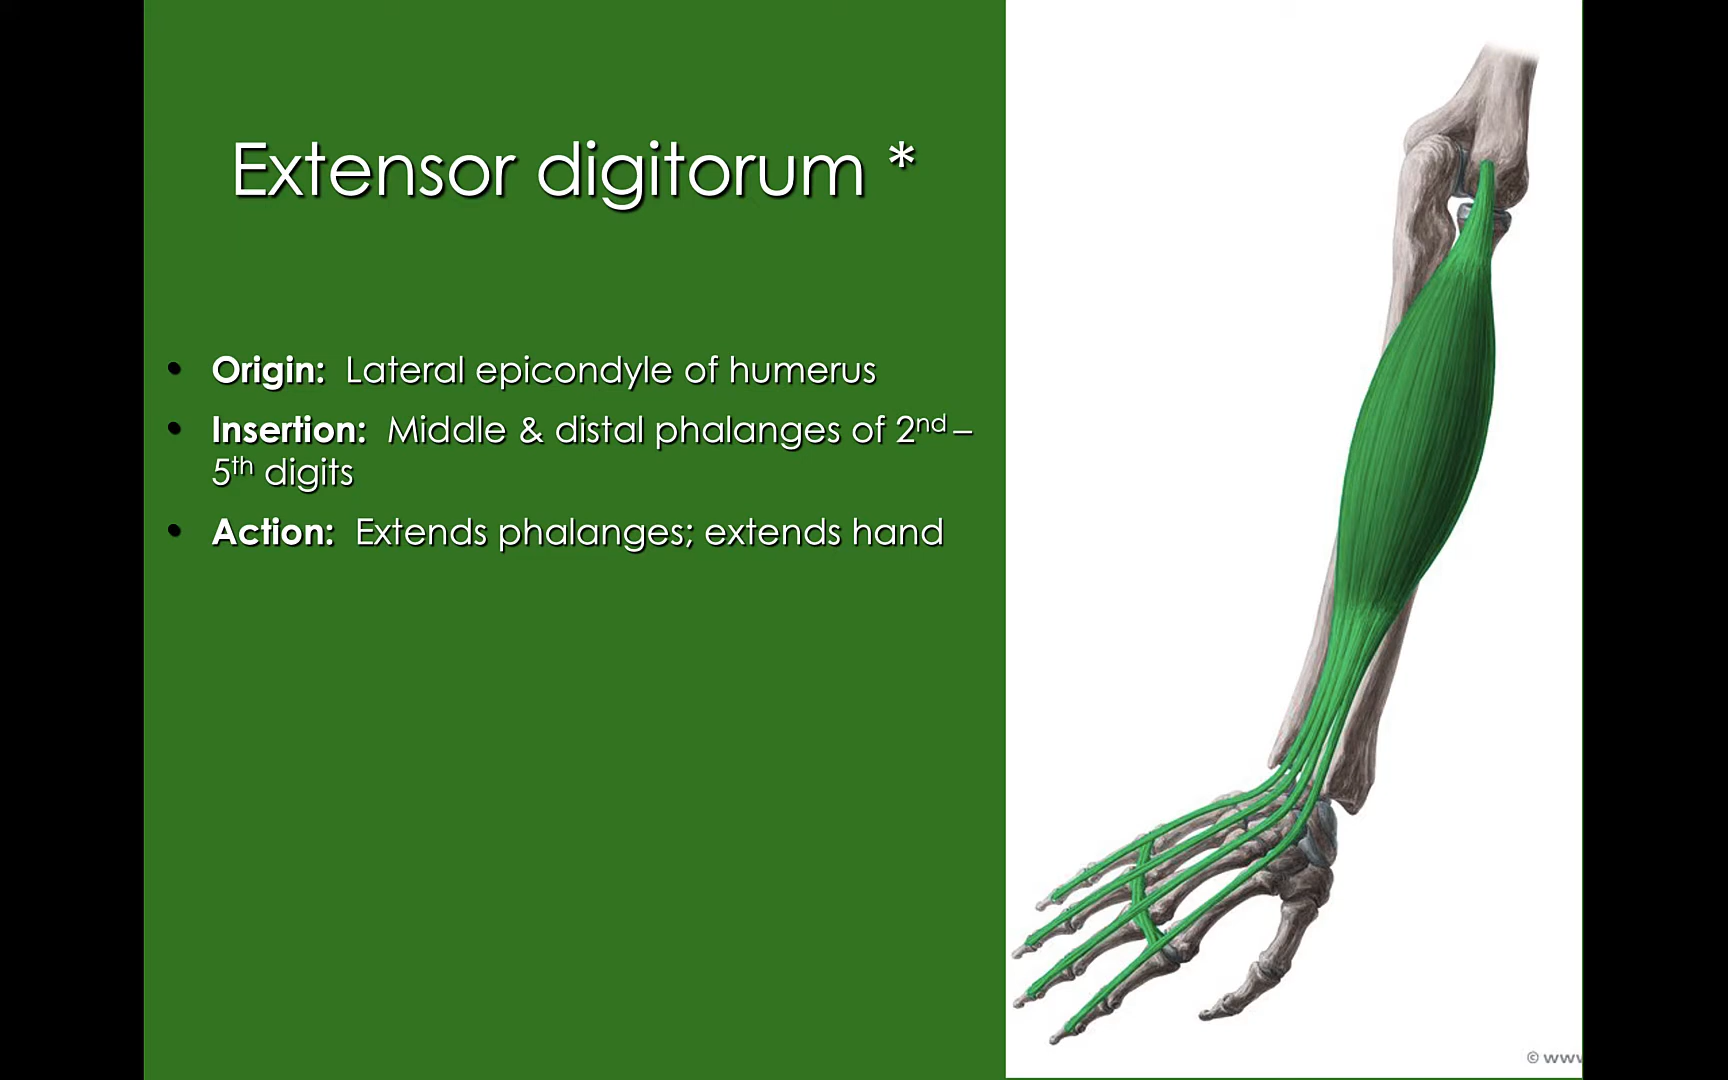 Extensor digitorum *
• Origin: Lateral epicondyle of humerus
• Insertion: Middle & distal phalanges of 2nd –
5th digits
• Action: Extends phalanges; extends hand
© www